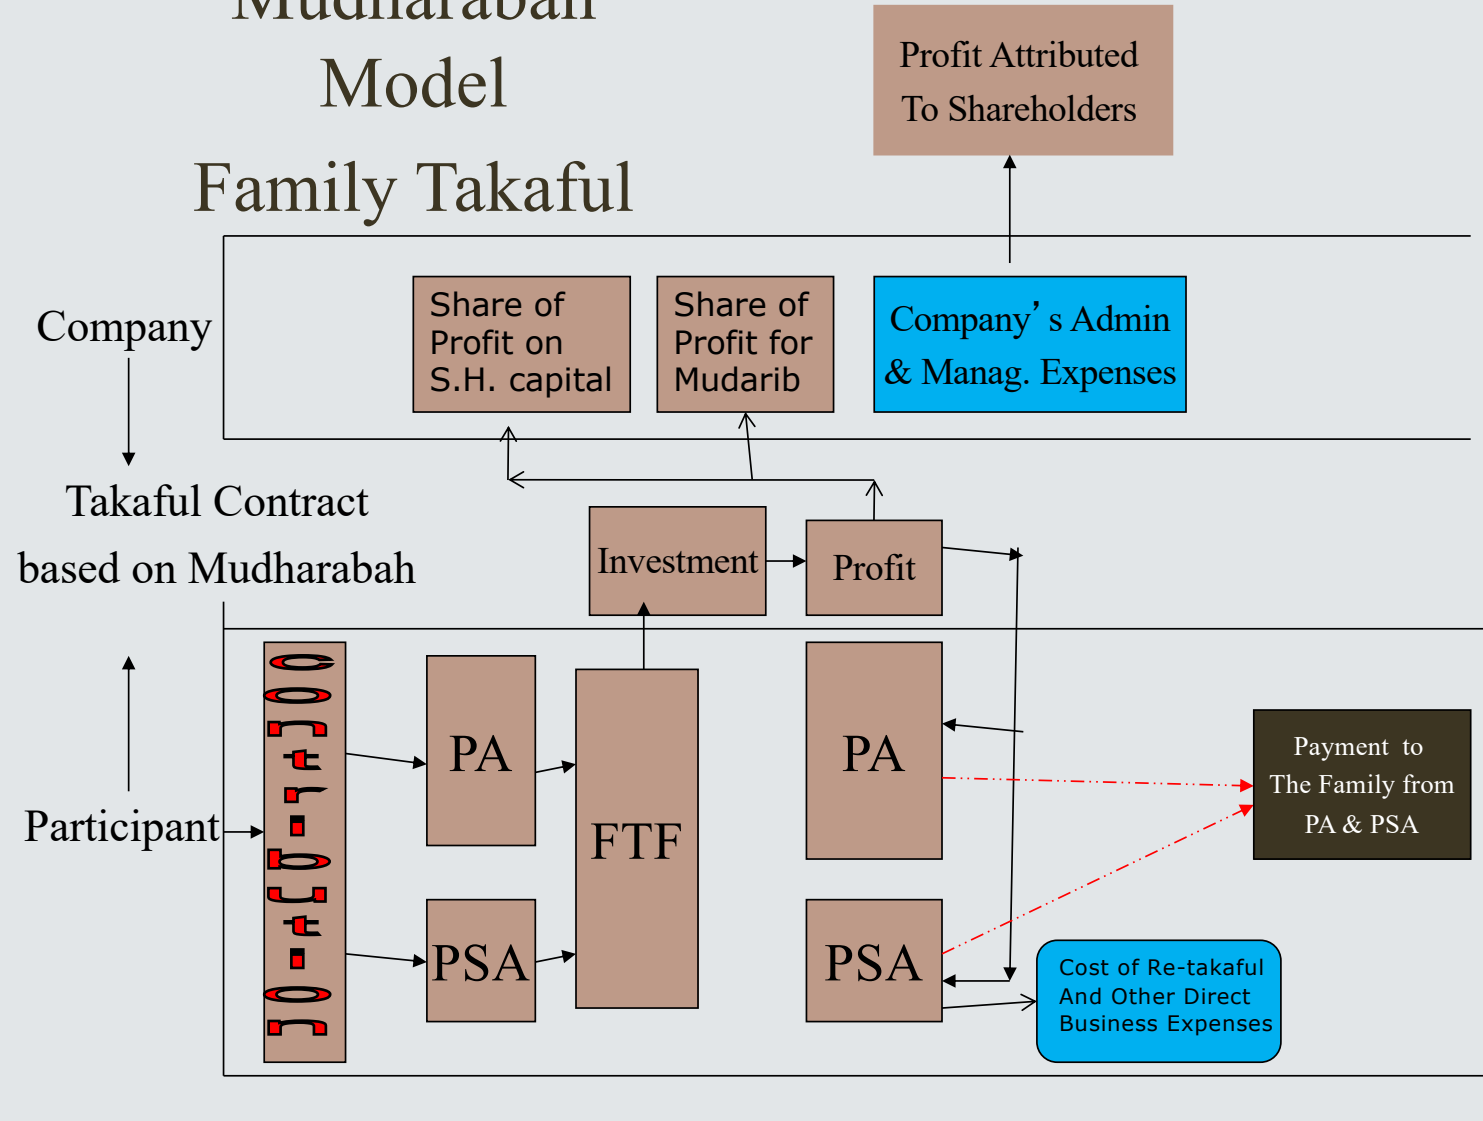 Mudharabah
Model
Family Takaful
Profit Attributed
To Shareholders
Company
Share of
Profit on
S.H. capital
Share of
Profit for
Mudarib
Company’s Admin
& Manag. Expenses
Takaful Contract
based on Mudharabah
Investment
Profit
Participant
Contribution
PA
PSA
FTF
PA
PSA
Payment to
The Family from
PA & PSA
Cost of Re-takaful
And Other Direct
Business Expenses